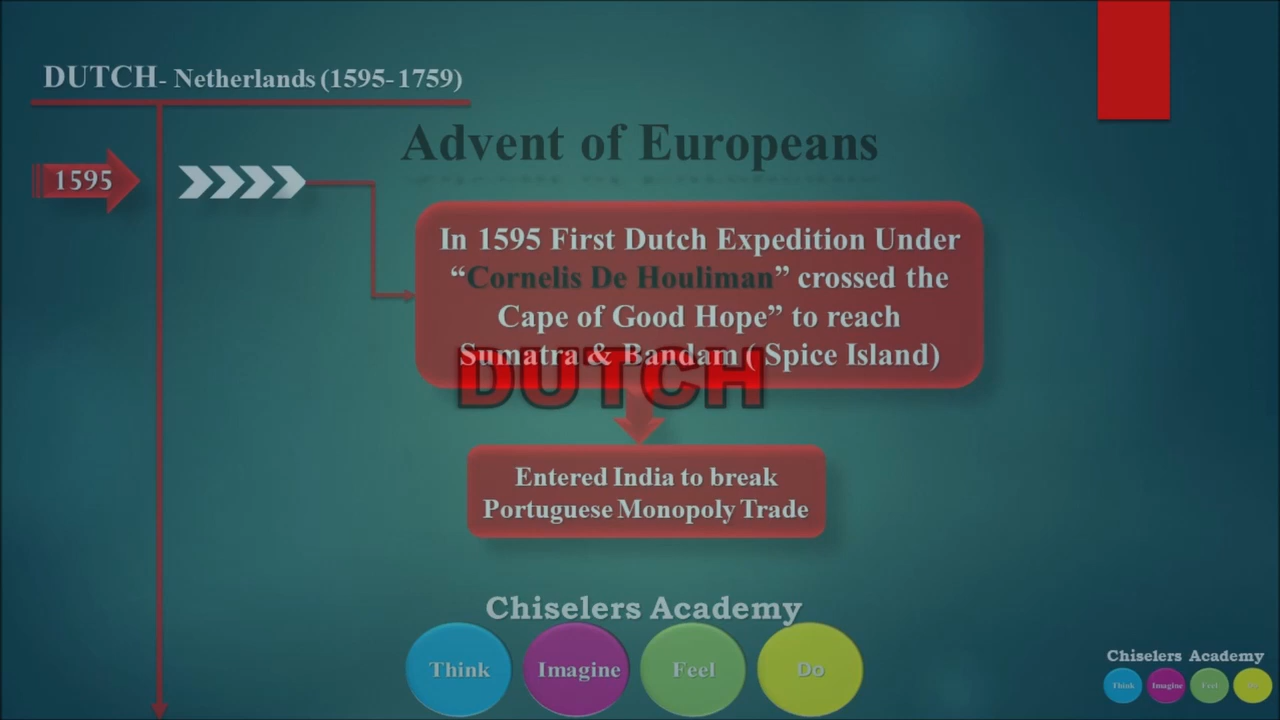 DUTCH- Netherlands (1595-1759)
Advent of Europeans
1595
In 1595 First Dutch Expedition Under
“Cornelis De Houliman” crossed the
Cape of Good Hope” to reach
Sumatra & Bandam ( Spice Island)
DUTCH
Entered India to break
Portuguese Monopoly Trade
Chiselers Academy
Think Imagine Feel Do
Chiselers Academy
Think Imagine Feel Do